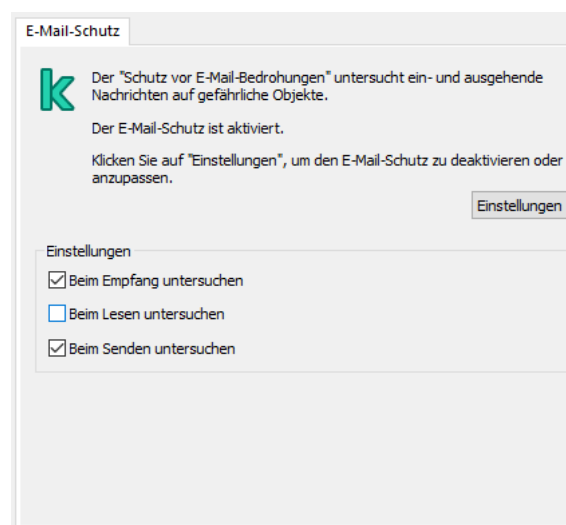 E-Mail-Schutz
Der "Schutz vor E-Mail-Bedrohungen" untersucht ein- und ausgehende
Nachrichten auf gefährliche Objekte.
Der E-Mail-Schutz ist aktiviert.
Klicken Sie auf "Einstellungen", um den E-Mail-Schutz zu deaktivieren oder
anzupassen.
Einstellungen
Einstellungen
Beim Empfang untersuchen
Beim Lesen untersuchen
Beim Senden untersuchen